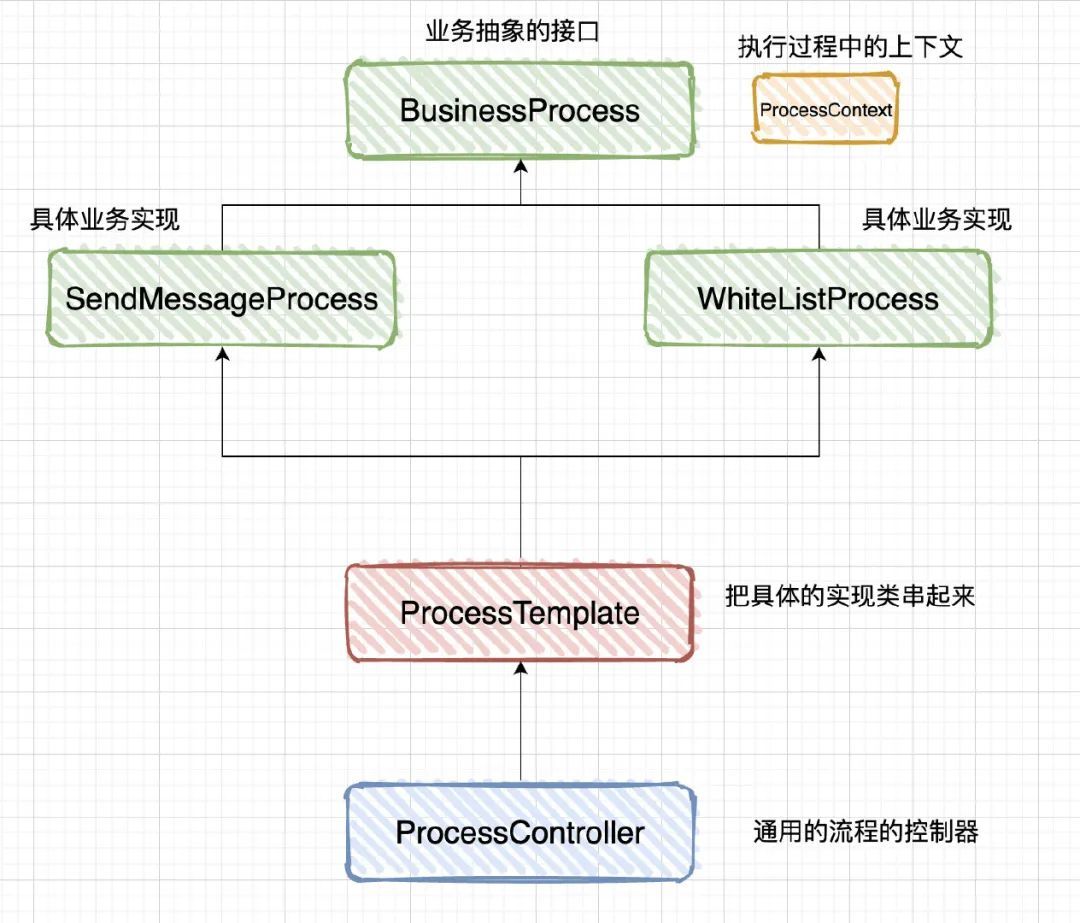 业务抽象的接口
执行过程中的上下文
BusinessProcess
ProcessContext
具体业务实现
具体业务实现
SendMessageProcess
WhiteListProcess
ProcessTemplate
把具体的实现类串起来
ProcessController
通用的流程的控制器